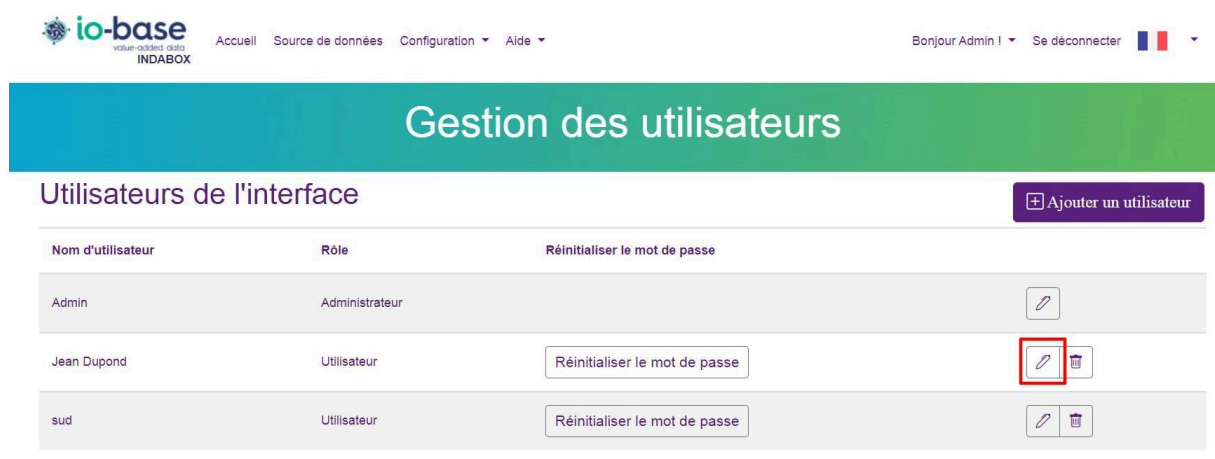 io-base
value-added data
INDABOX
Accueil Source de données Configuration Aide Bonjour Admin ! Se déconnecter
Gestion des utilisateurs
Utilisateurs de l'interface Ajouter un utilisateur
Nom d'utilisateur Rôle Réinitialiser le mot de passe
Admin Administrateur
Jean Dupond Utilisateur Réinitialiser le mot de passe
sud Utilisateur Réinitialiser le mot de passe